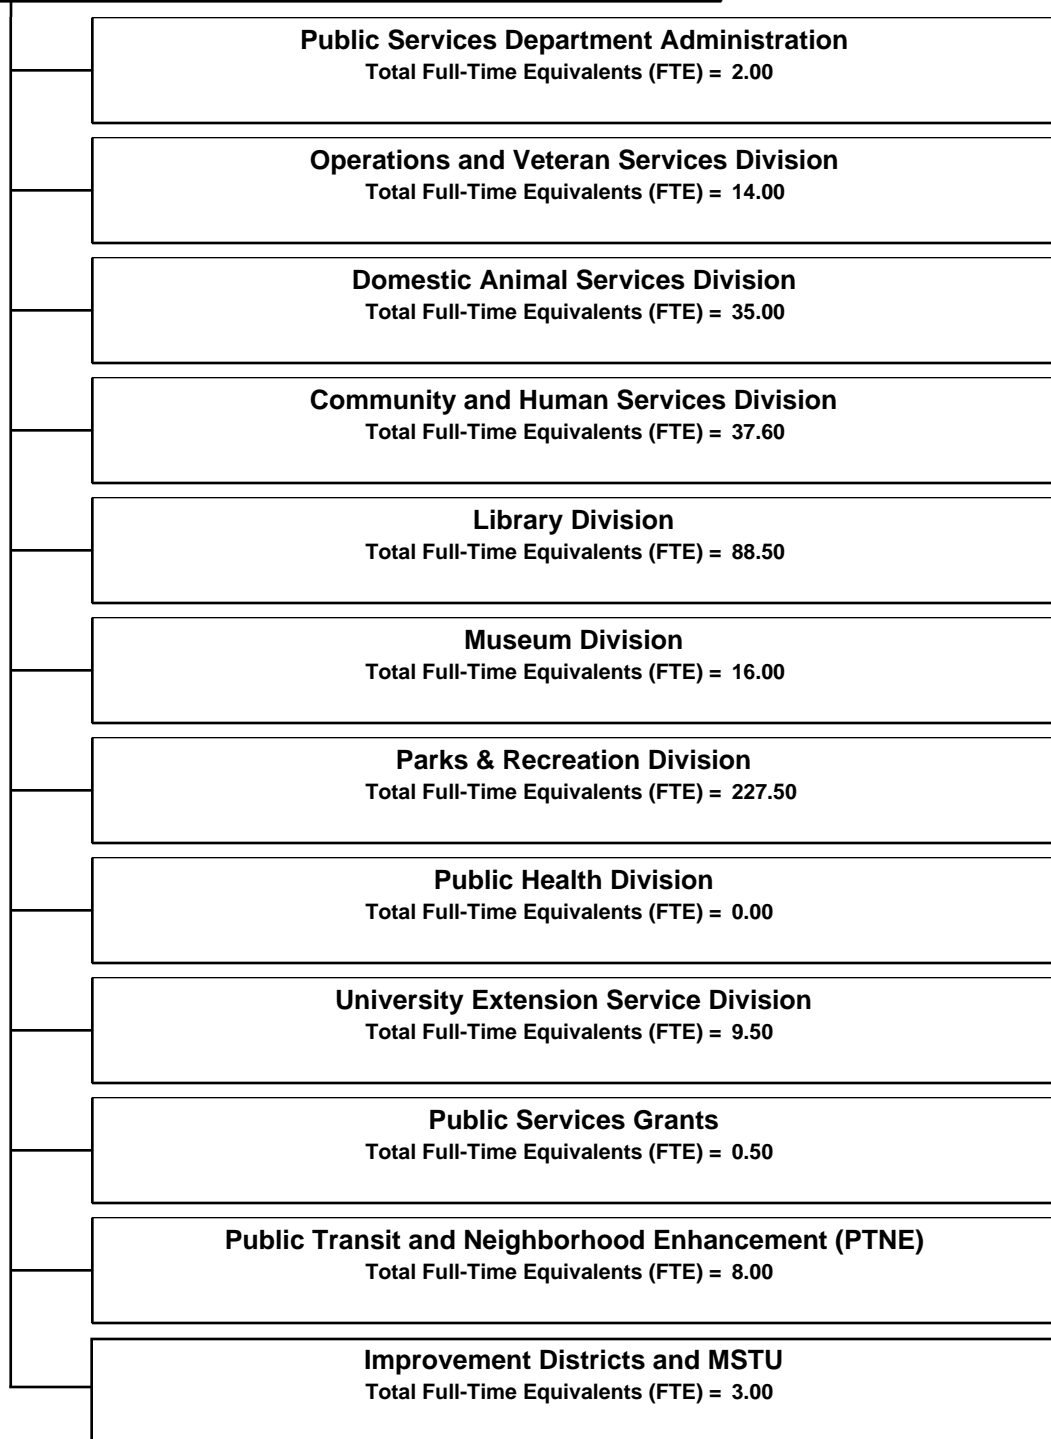 Public Services Department Administration
Total Full-Time Equivalents (FTE) = 2.00
Operations and Veteran Services Division
Total Full-Time Equivalents (FTE) = 14.00
Domestic Animal Services Division
Total Full-Time Equivalents (FTE) = 35.00
Community and Human Services Division
Total Full-Time Equivalents (FTE) = 37.60
Library Division
Total Full-Time Equivalents (FTE) = 88.50
Museum Division
Total Full-Time Equivalents (FTE) = 16.00
Parks & Recreation Division
Total Full-Time Equivalents (FTE) = 227.50
Public Health Division
Total Full-Time Equivalents (FTE) = 0.00
University Extension Service Division
Total Full-Time Equivalents (FTE) = 9.50
Public Services Grants
Total Full-Time Equivalents (FTE) = 0.50
Public Transit and Neighborhood Enhancement (PTNE)
Total Full-Time Equivalents (FTE) = 8.00
Improvement Districts and MSTU
Total Full-Time Equivalents (FTE) = 3.00